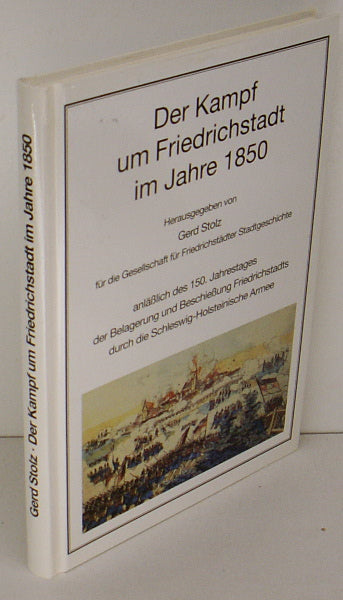 Der Kampf
um Friedrichstadt
im Jahre 1850
Herausgegeben von
Gerd Stolz
für die Gesellschaft für Friedrichstädter Stadtgeschichte
anläßlich des 150. Jahrestages
der Belagerung und Beschießung Friedrichstadts
durch die Schleswig-Holsteinische Armee
Gerd Stolz · Der Kampf um Friedrichstadt im Jahre 1850